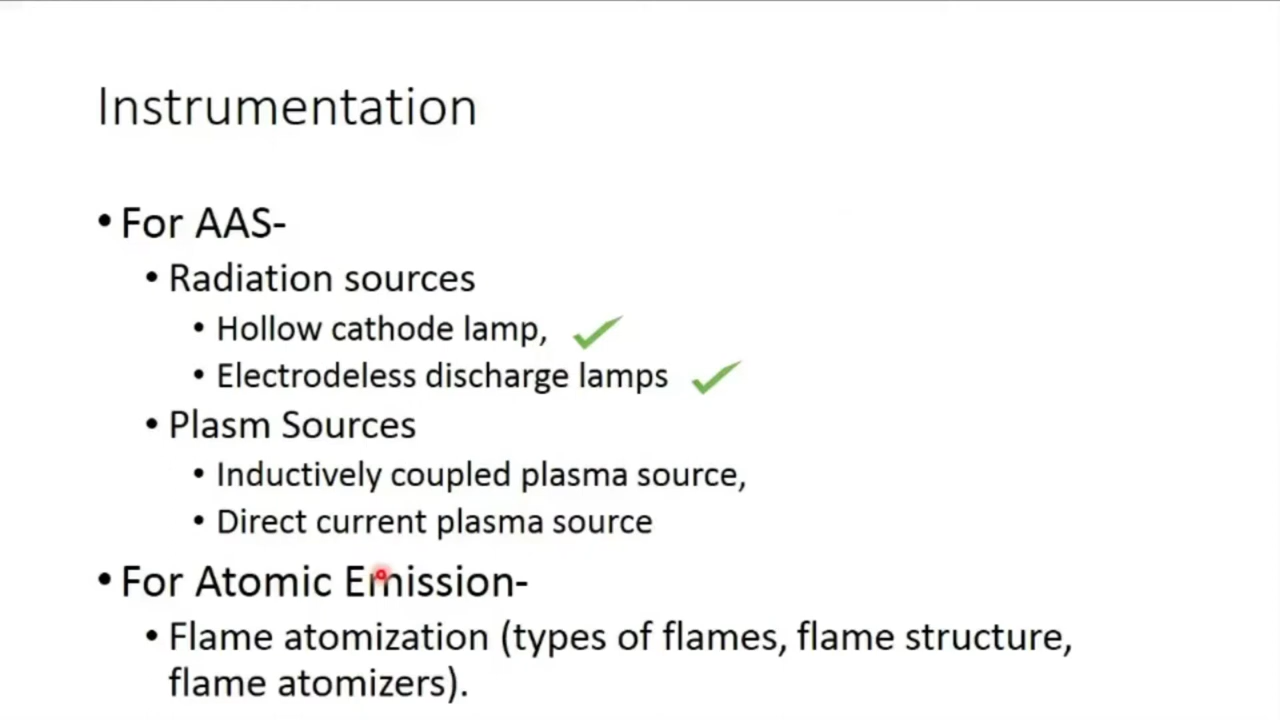 Instrumentation
• For AAS-
• Radiation sources
• Hollow cathode lamp,
• Electrodeless discharge lamps
• Plasm Sources
• Inductively coupled plasma source,
• Direct current plasma source
• For Atomic Emission-
• Flame atomization (types of flames, flame structure,
flame atomizers).